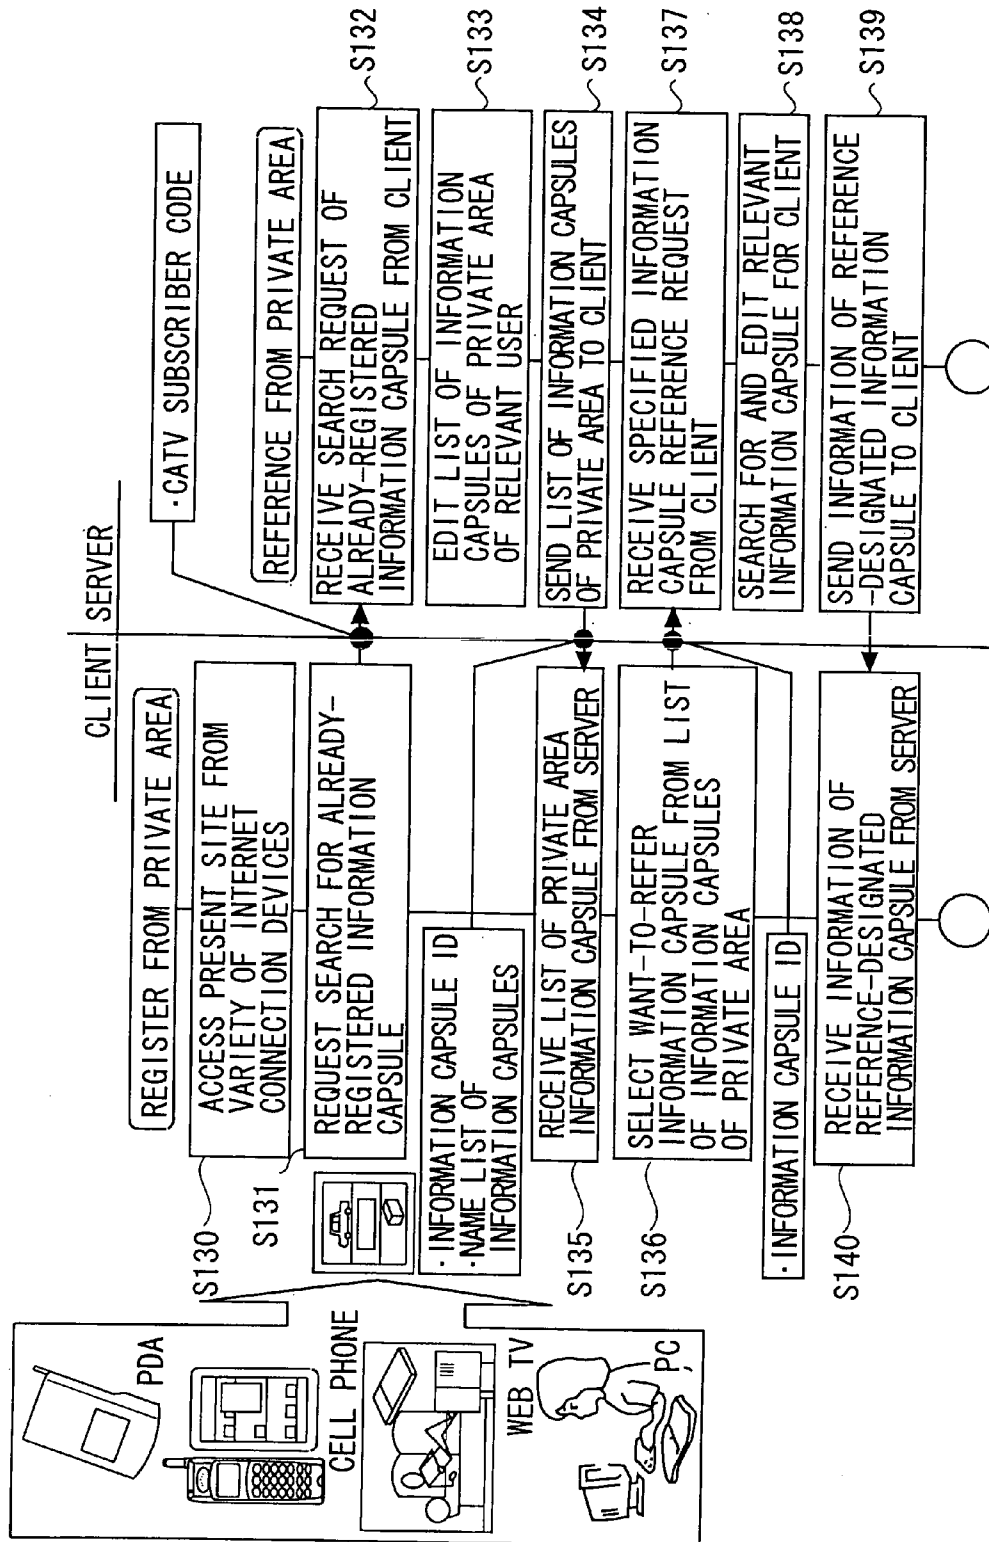 CLIENT
SERVER
REGISTER FROM PRIVATE AREA
ACCESS PRESENT SITE FROM
VARIETY OF INTERNET
CONNECTION DEVICES
S130
REQUEST SEARCH FOR ALREADY-
REGISTERED INFORMATION
CAPSULE
S131
· INFORMATION CAPSULE ID
· NAME LIST OF
INFORMATION CAPSULES
RECEIVE LIST OF PRIVATE AREA
INFORMATION CAPSULE FROM SERVER
S135
SELECT WANT-TO-REFER
INFORMATION CAPSULE FROM LIST
OF INFORMATION CAPSULES
OF PRIVATE AREA
S136
· INFORMATION CAPSULE ID
RECEIVE INFORMATION OF
REFERENCE-DESIGNATED
INFORMATION CAPSULE FROM SERVER
S140
PDA
CELL PHONE
WEB TV
PC
· CATV SUBSCRIBER CODE
REFERENCE FROM PRIVATE AREA
RECEIVE SEARCH REQUEST OF
ALREADY-REGISTERED
INFORMATION CAPSULE FROM CLIENT
S132
EDIT LIST OF INFORMATION
CAPSULES OF PRIVATE AREA
OF RELEVANT USER
S133
SEND LIST OF INFORMATION CAPSULES
OF PRIVATE AREA TO CLIENT
S134
RECEIVE SPECIFIED INFORMATION
CAPSULE REFERENCE REQUEST
FROM CLIENT
S137
SEARCH FOR AND EDIT RELEVANT
INFORMATION CAPSULE FOR CLIENT
S138
SEND INFORMATION OF REFERENCE
-DESIGNATED INFORMATION
CAPSULE TO CLIENT
S139